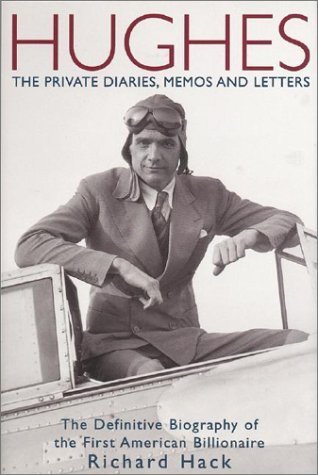 HUGHES
THE PRIVATE DIARIES, MEMOS AND LETTERS
The Definitive Biography of
the First American Billionaire
Richard Hack